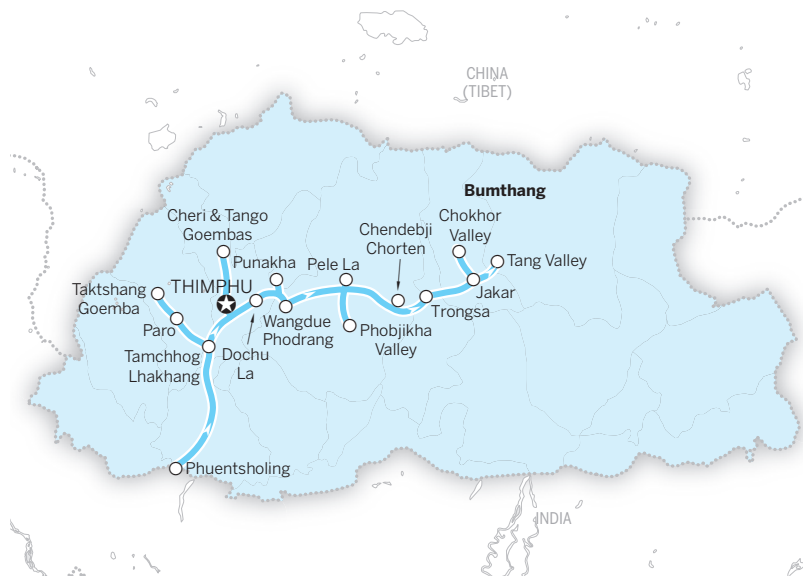 CHINA
(TIBET)
Bumthang
Cheri & Tango
Goembas
Chendebji
Chorten
Chokhor
Valley
Punakha
Pele La
Tang Valley
THIMPHU
Taktshang
Goemba
Jakar
Trongsa
Wangdue
Phodrang
Paro
Phobjikha
Valley
Tamchhog
Lhakhang
Dochu
La
Phuentsholing
INDIA